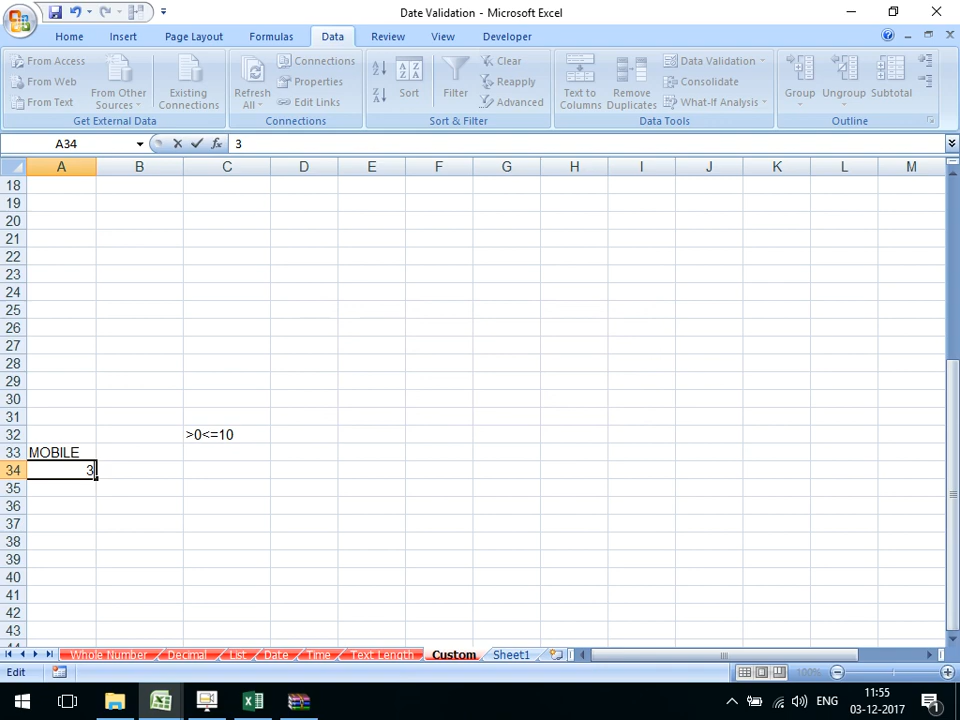 Date Validation - Microsoft Excel
Home Insert Page Layout Formulas Data Review View Developer
From Access
From Web
From Text
From Other Sources
Existing Connections
Get External Data
Refresh All
Connections
Properties
Edit Links
Connections
Sort
Filter
Clear
Reapply
Advanced
Sort & Filter
Text to Columns
Remove Duplicates
Data Validation
Consolidate
What-If Analysis
Data Tools
Group
Ungroup
Subtotal
Outline
A34 fx 3
A B C D E F G H I J K L M
18
19
20
21
22
23
24
25
26
27
28
29
30
31
32 >0<=10
33 MOBILE
34 3
35
36
37
38
39
40
41
42
43
44
Whole Number Decimal List Date Time Text Length Custom Sheet1
Edit 100%
ENG 11:55
03-12-2017
1